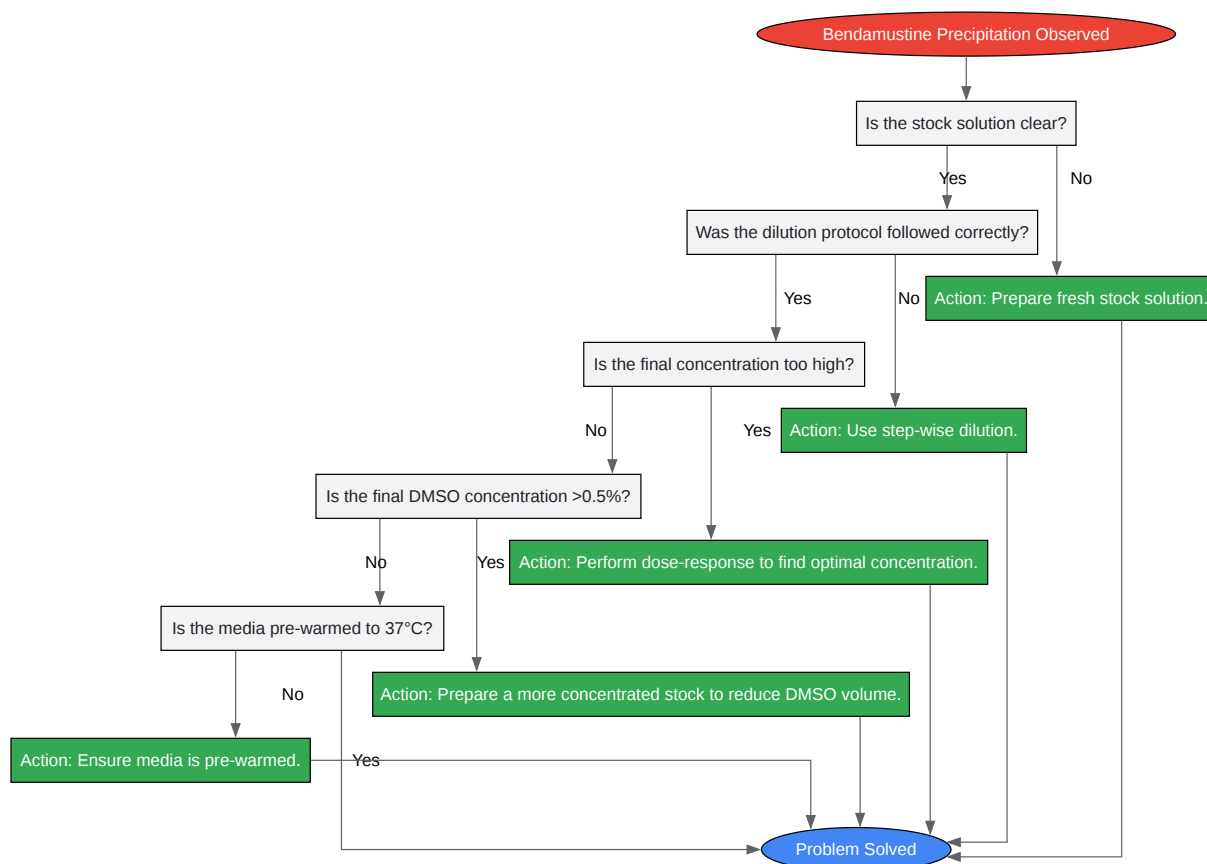 Bendamustine Precipitation Observed
Is the stock solution clear?
Yes
No
Was the dilution protocol followed correctly?
Action: Prepare fresh stock solution.
Yes
No
Is the final concentration too high?
Action: Use step-wise dilution.
No
Yes
Is the final DMSO concentration >0.5%?
Action: Perform dose-response to find optimal concentration.
No
Yes
Is the media pre-warmed to 37°C?
Action: Prepare a more concentrated stock to reduce DMSO volume.
No
Action: Ensure media is pre-warmed.
Yes
Problem Solved